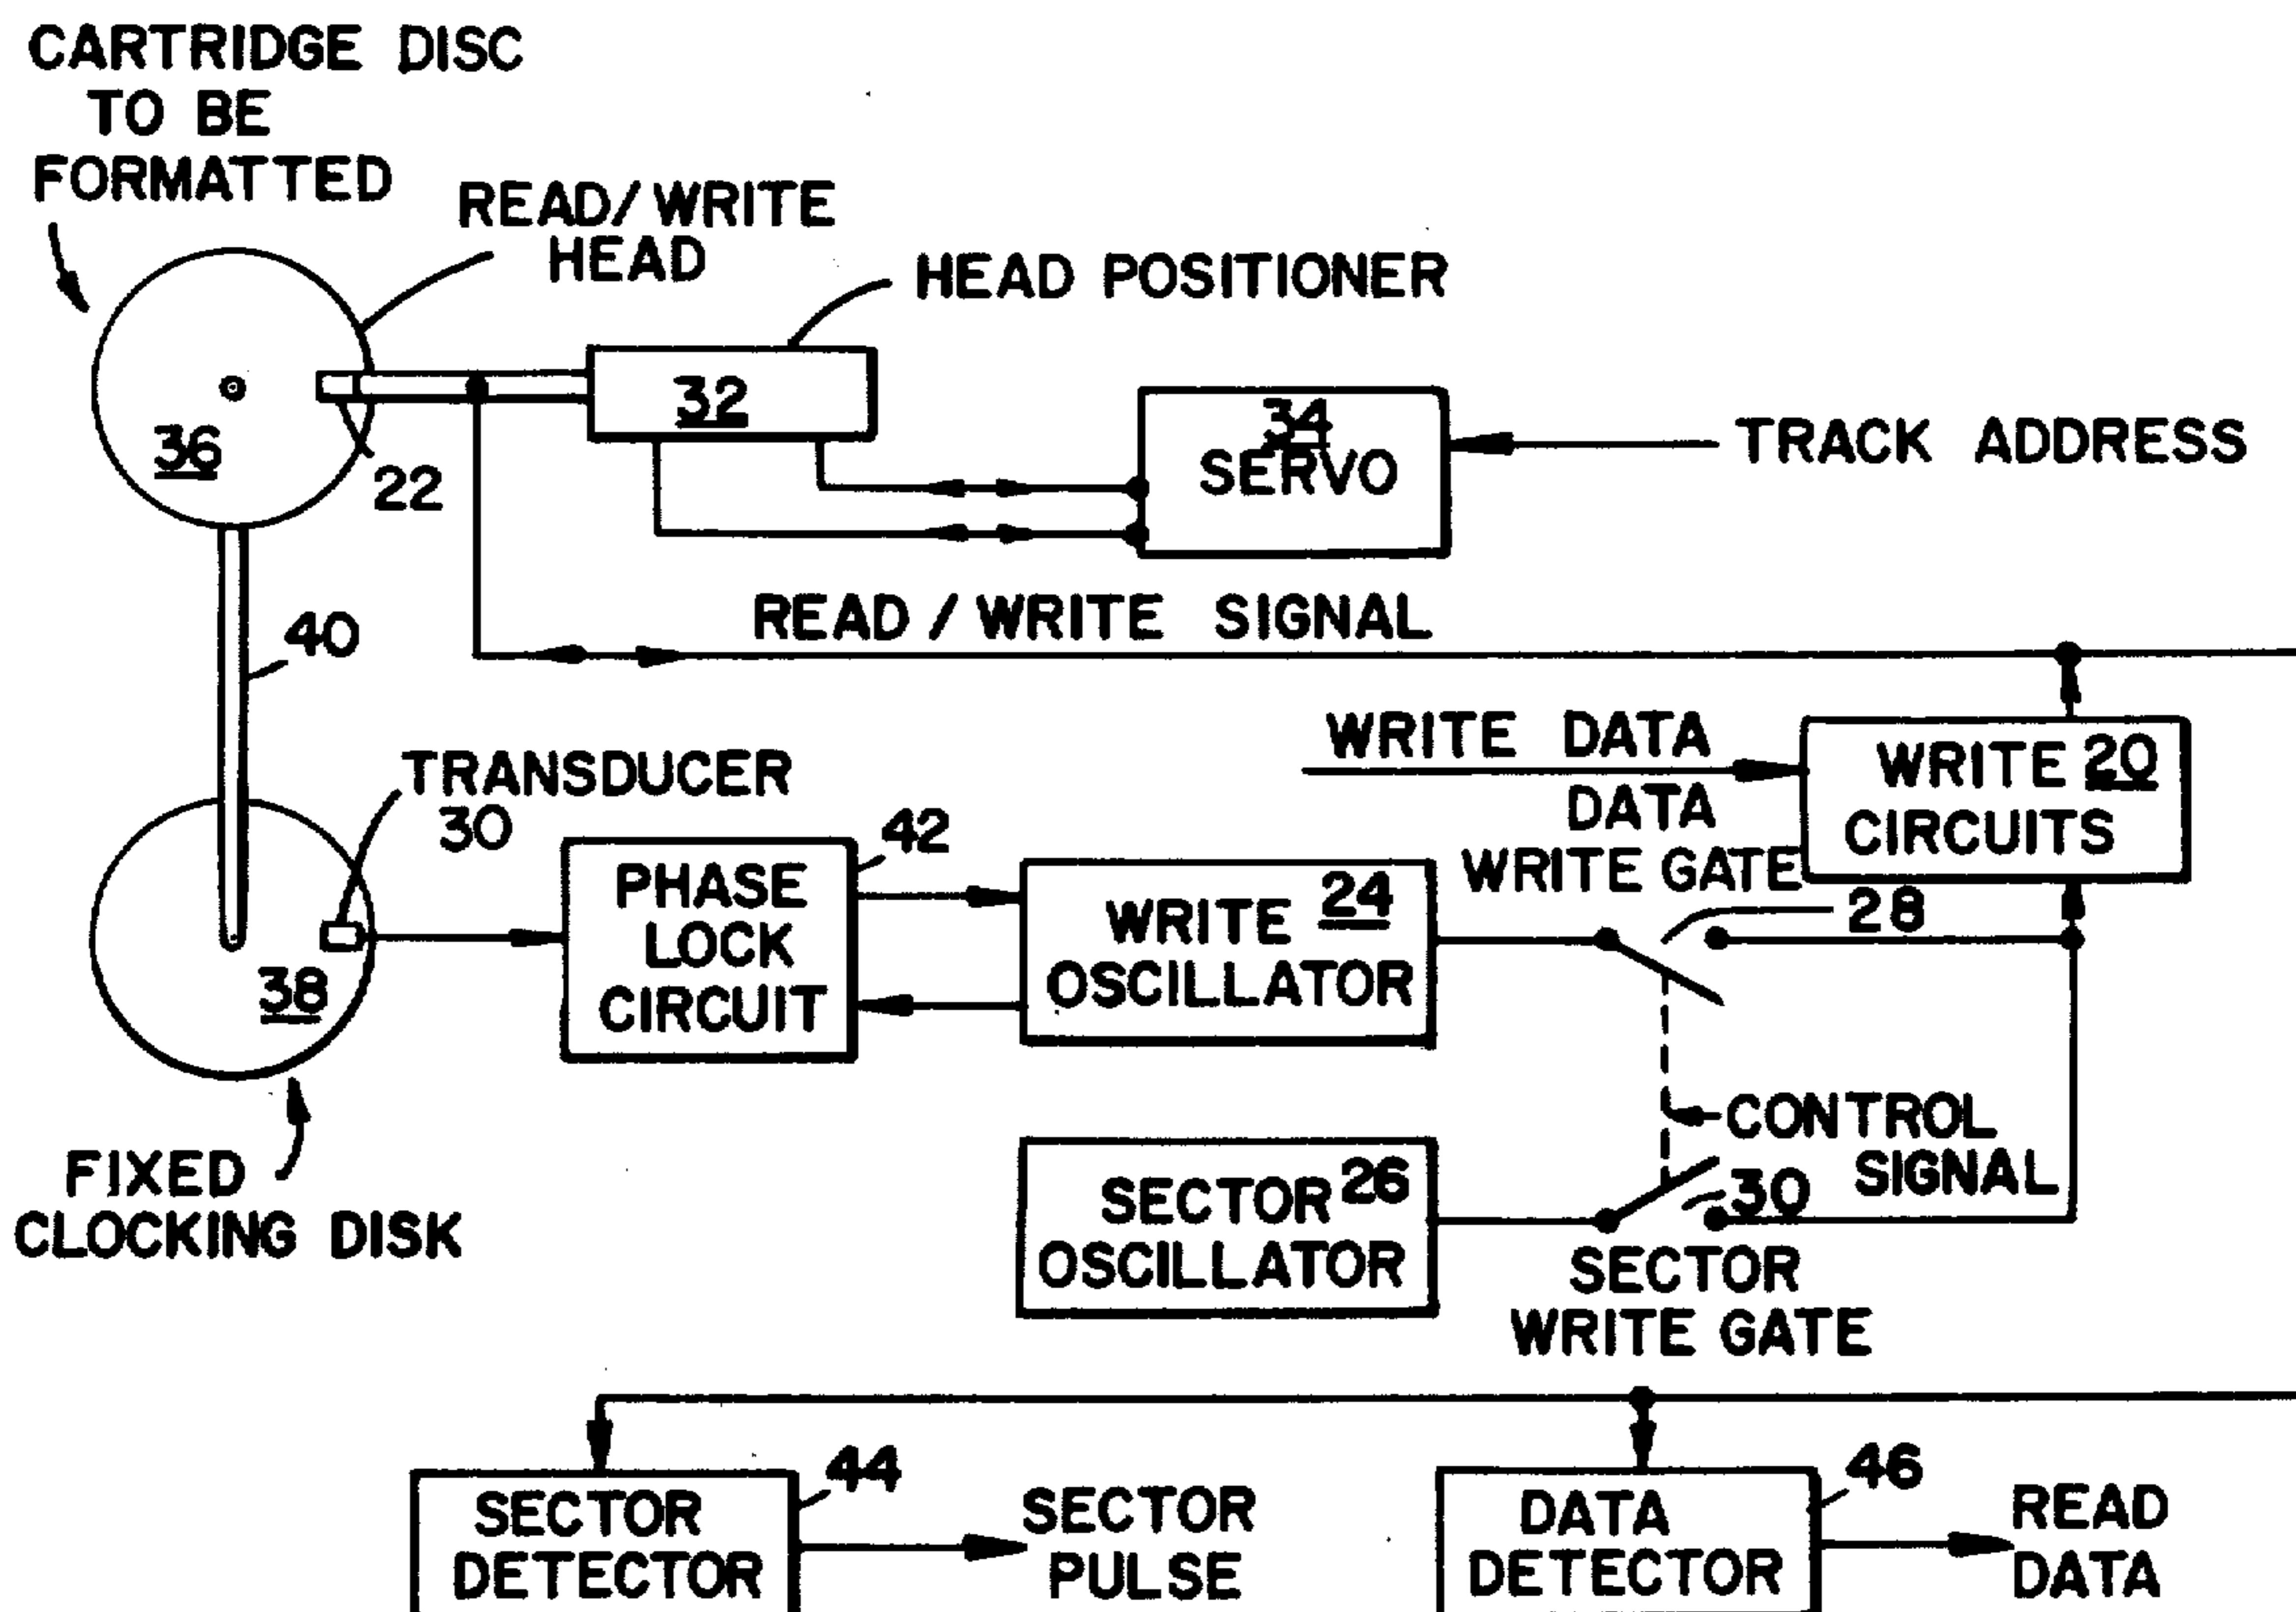 CARTRIDGE DISC
TO BE
FORMATTED
READ/WRITE
HEAD
HEAD POSITIONER
32
34
SERVO
TRACK ADDRESS
36
22
READ / WRITE SIGNAL
40
WRITE DATA
WRITE 20
CIRCUITS
DATA
WRITE GATE
28
TRANSDUCER
30
42
PHASE
LOCK
CIRCUIT
WRITE 24
OSCILLATOR
38
CONTROL
SIGNAL
FIXED
CLOCKING DISK
SECTOR 26
OSCILLATOR
30
SECTOR
WRITE GATE
44
SECTOR
DETECTOR
SECTOR
PULSE
46
DATA
DETECTOR
READ
DATA